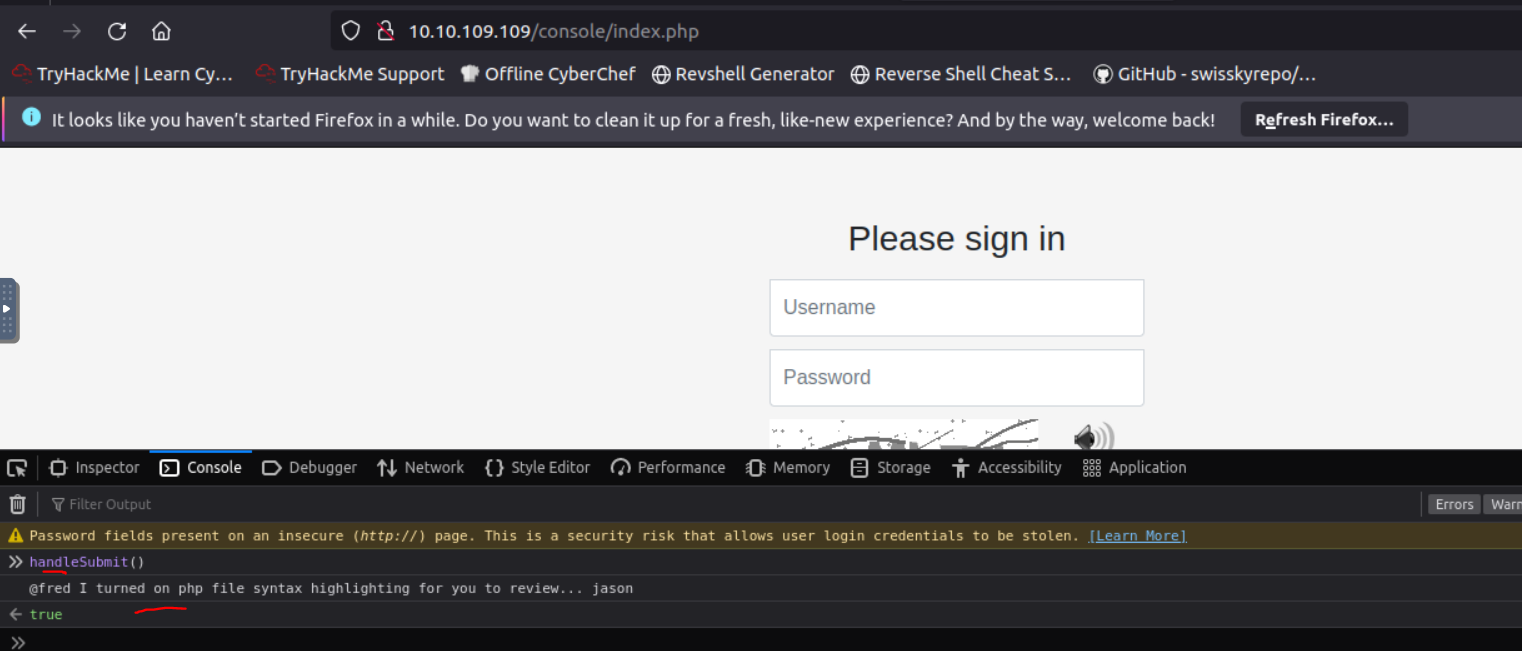 10.10.109.109/console/index.php
TryHackMe | Learn Cy... TryHackMe Support Offline CyberChef Revshell Generator Reverse Shell Cheat S... GitHub - swisskyrepo/...
It looks like you haven't started Firefox in a while. Do you want to clean it up for a fresh, like-new experience? And by the way, welcome back! Refresh Firefox...
Please sign in
Username
Password
Inspector Console Debugger Network Style Editor Performance Memory Storage Accessibility Application
Filter Output Errors Warn
Password fields present on an insecure (http://) page. This is a security risk that allows user login credentials to be stolen. [Learn More]
handleSubmit()
@fred I turned on php file syntax highlighting for you to review... jason
true